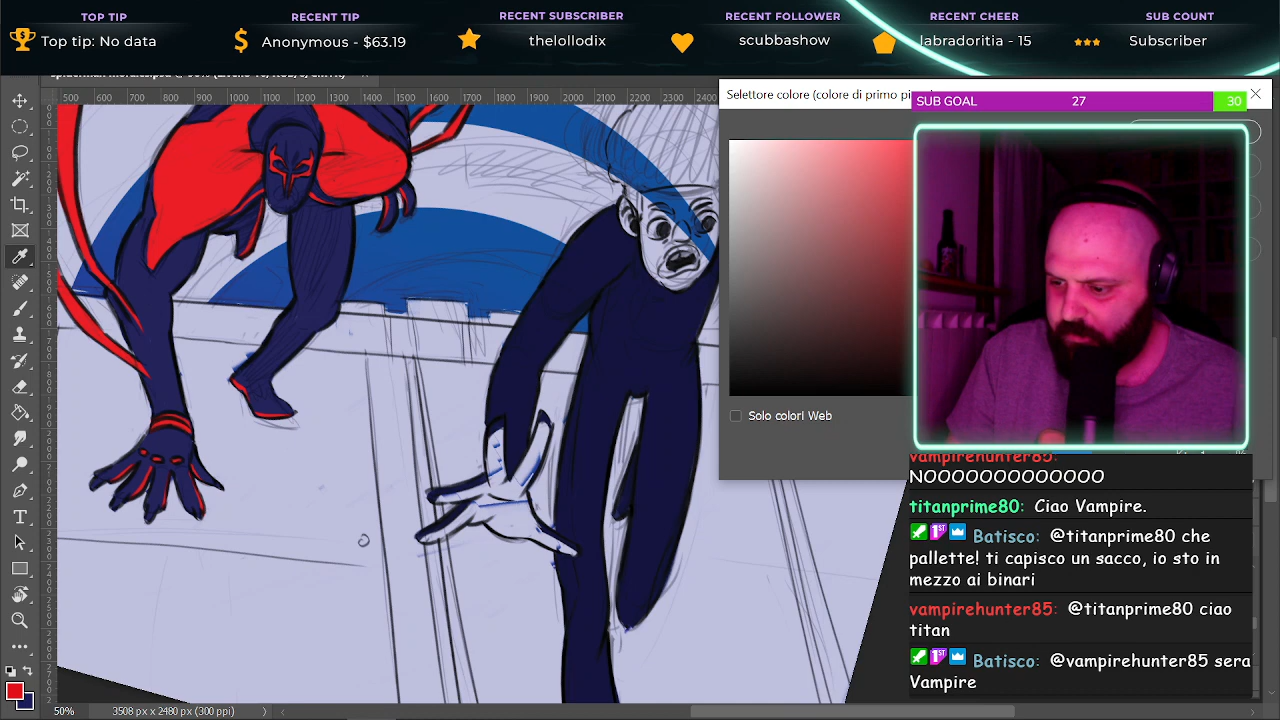 TOP TIP
Top tip: No data
RECENT TIP
Anonymous - $63.19
RECENT SUBSCRIBER
thelollodix
RECENT FOLLOWER
scubbashow
RECENT CHEER
labradoritia - 15
SUB COUNT
Subscriber
500 600 700 800 900 1000 1100 1200 1300 1400 1500 1600 1700 1800 1900 2000 2100 2200 2300 2400
Selettore colore (colore di primo
SUB GOAL 27 30
Solo colori Web
vampirehunter85:
NOOOOOOOOOOOOO
titanprime80: Ciao Vampire.
Batisco: @titanprime80 che
pallette! ti capisco un sacco, io sto in
mezzo ai binari
vampirehunter85: @titanprime80 ciao
titan
Batisco: @vampirehunter85 sera
Vampire
50% 3508 px x 2480 px (300 ppi)